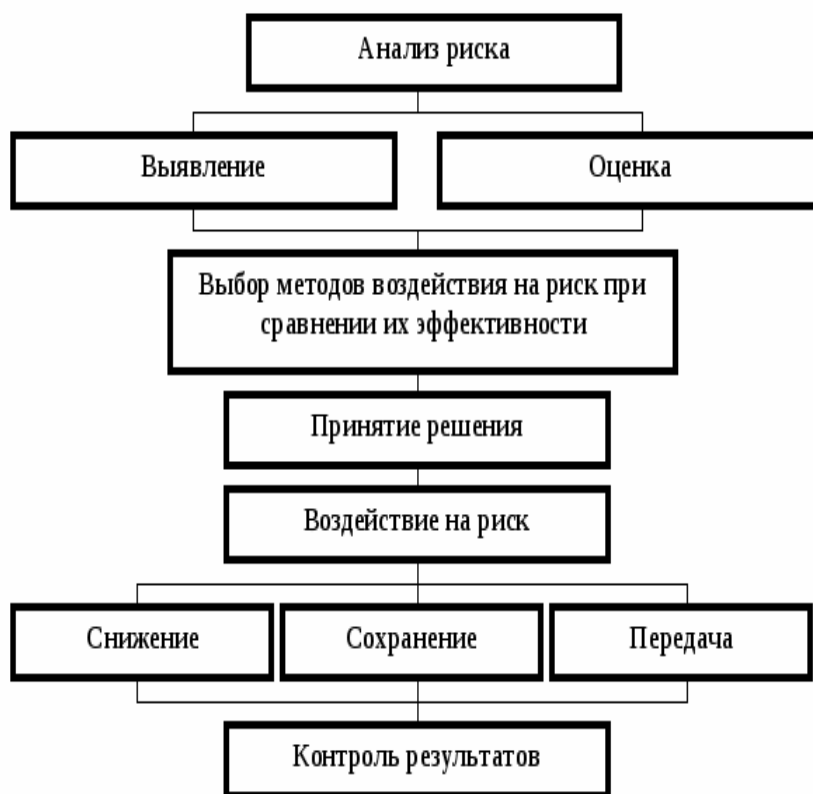 Анализ риска
Выявление
Оценка
Выбор методов воздействия на риск при
сравнении их эффективности
Принятие решения
Воздействие на риск
Снижение
Сохранение
Передача
Контроль результатов